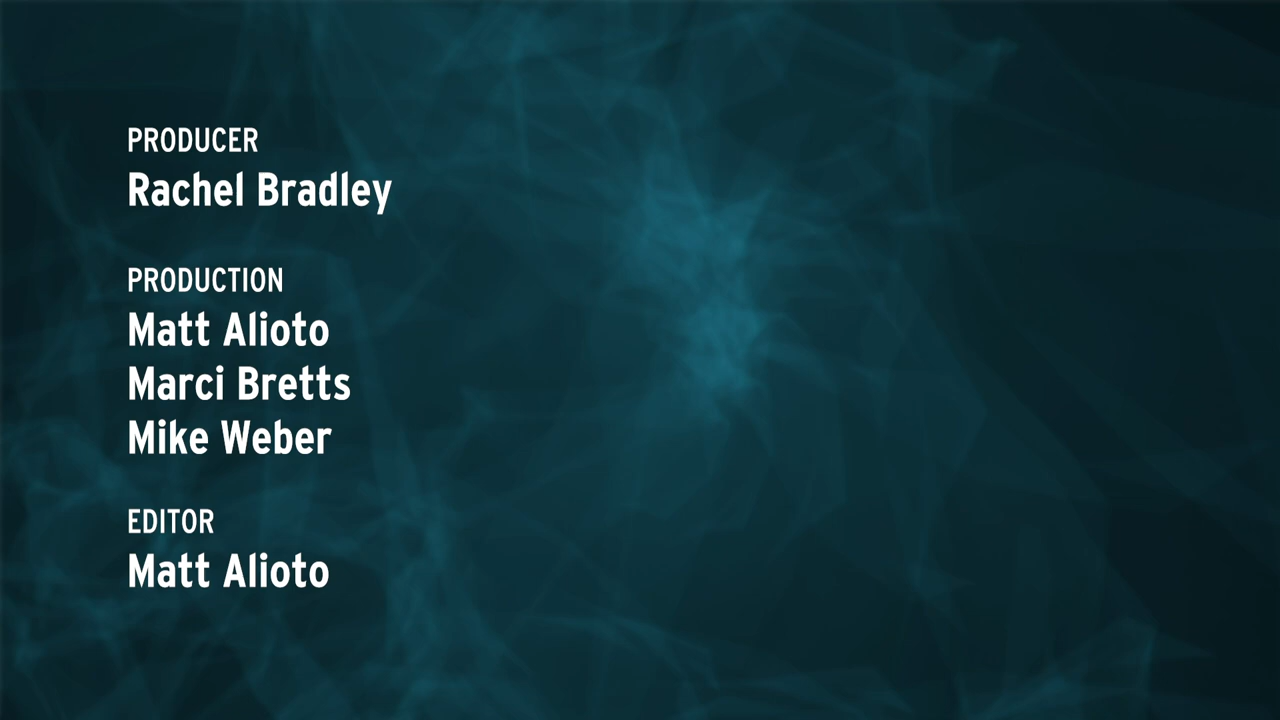 PRODUCER
Rachel Bradley
PRODUCTION
Matt Alioto
Marci Bretts
Mike Weber
EDITOR
Matt Alioto